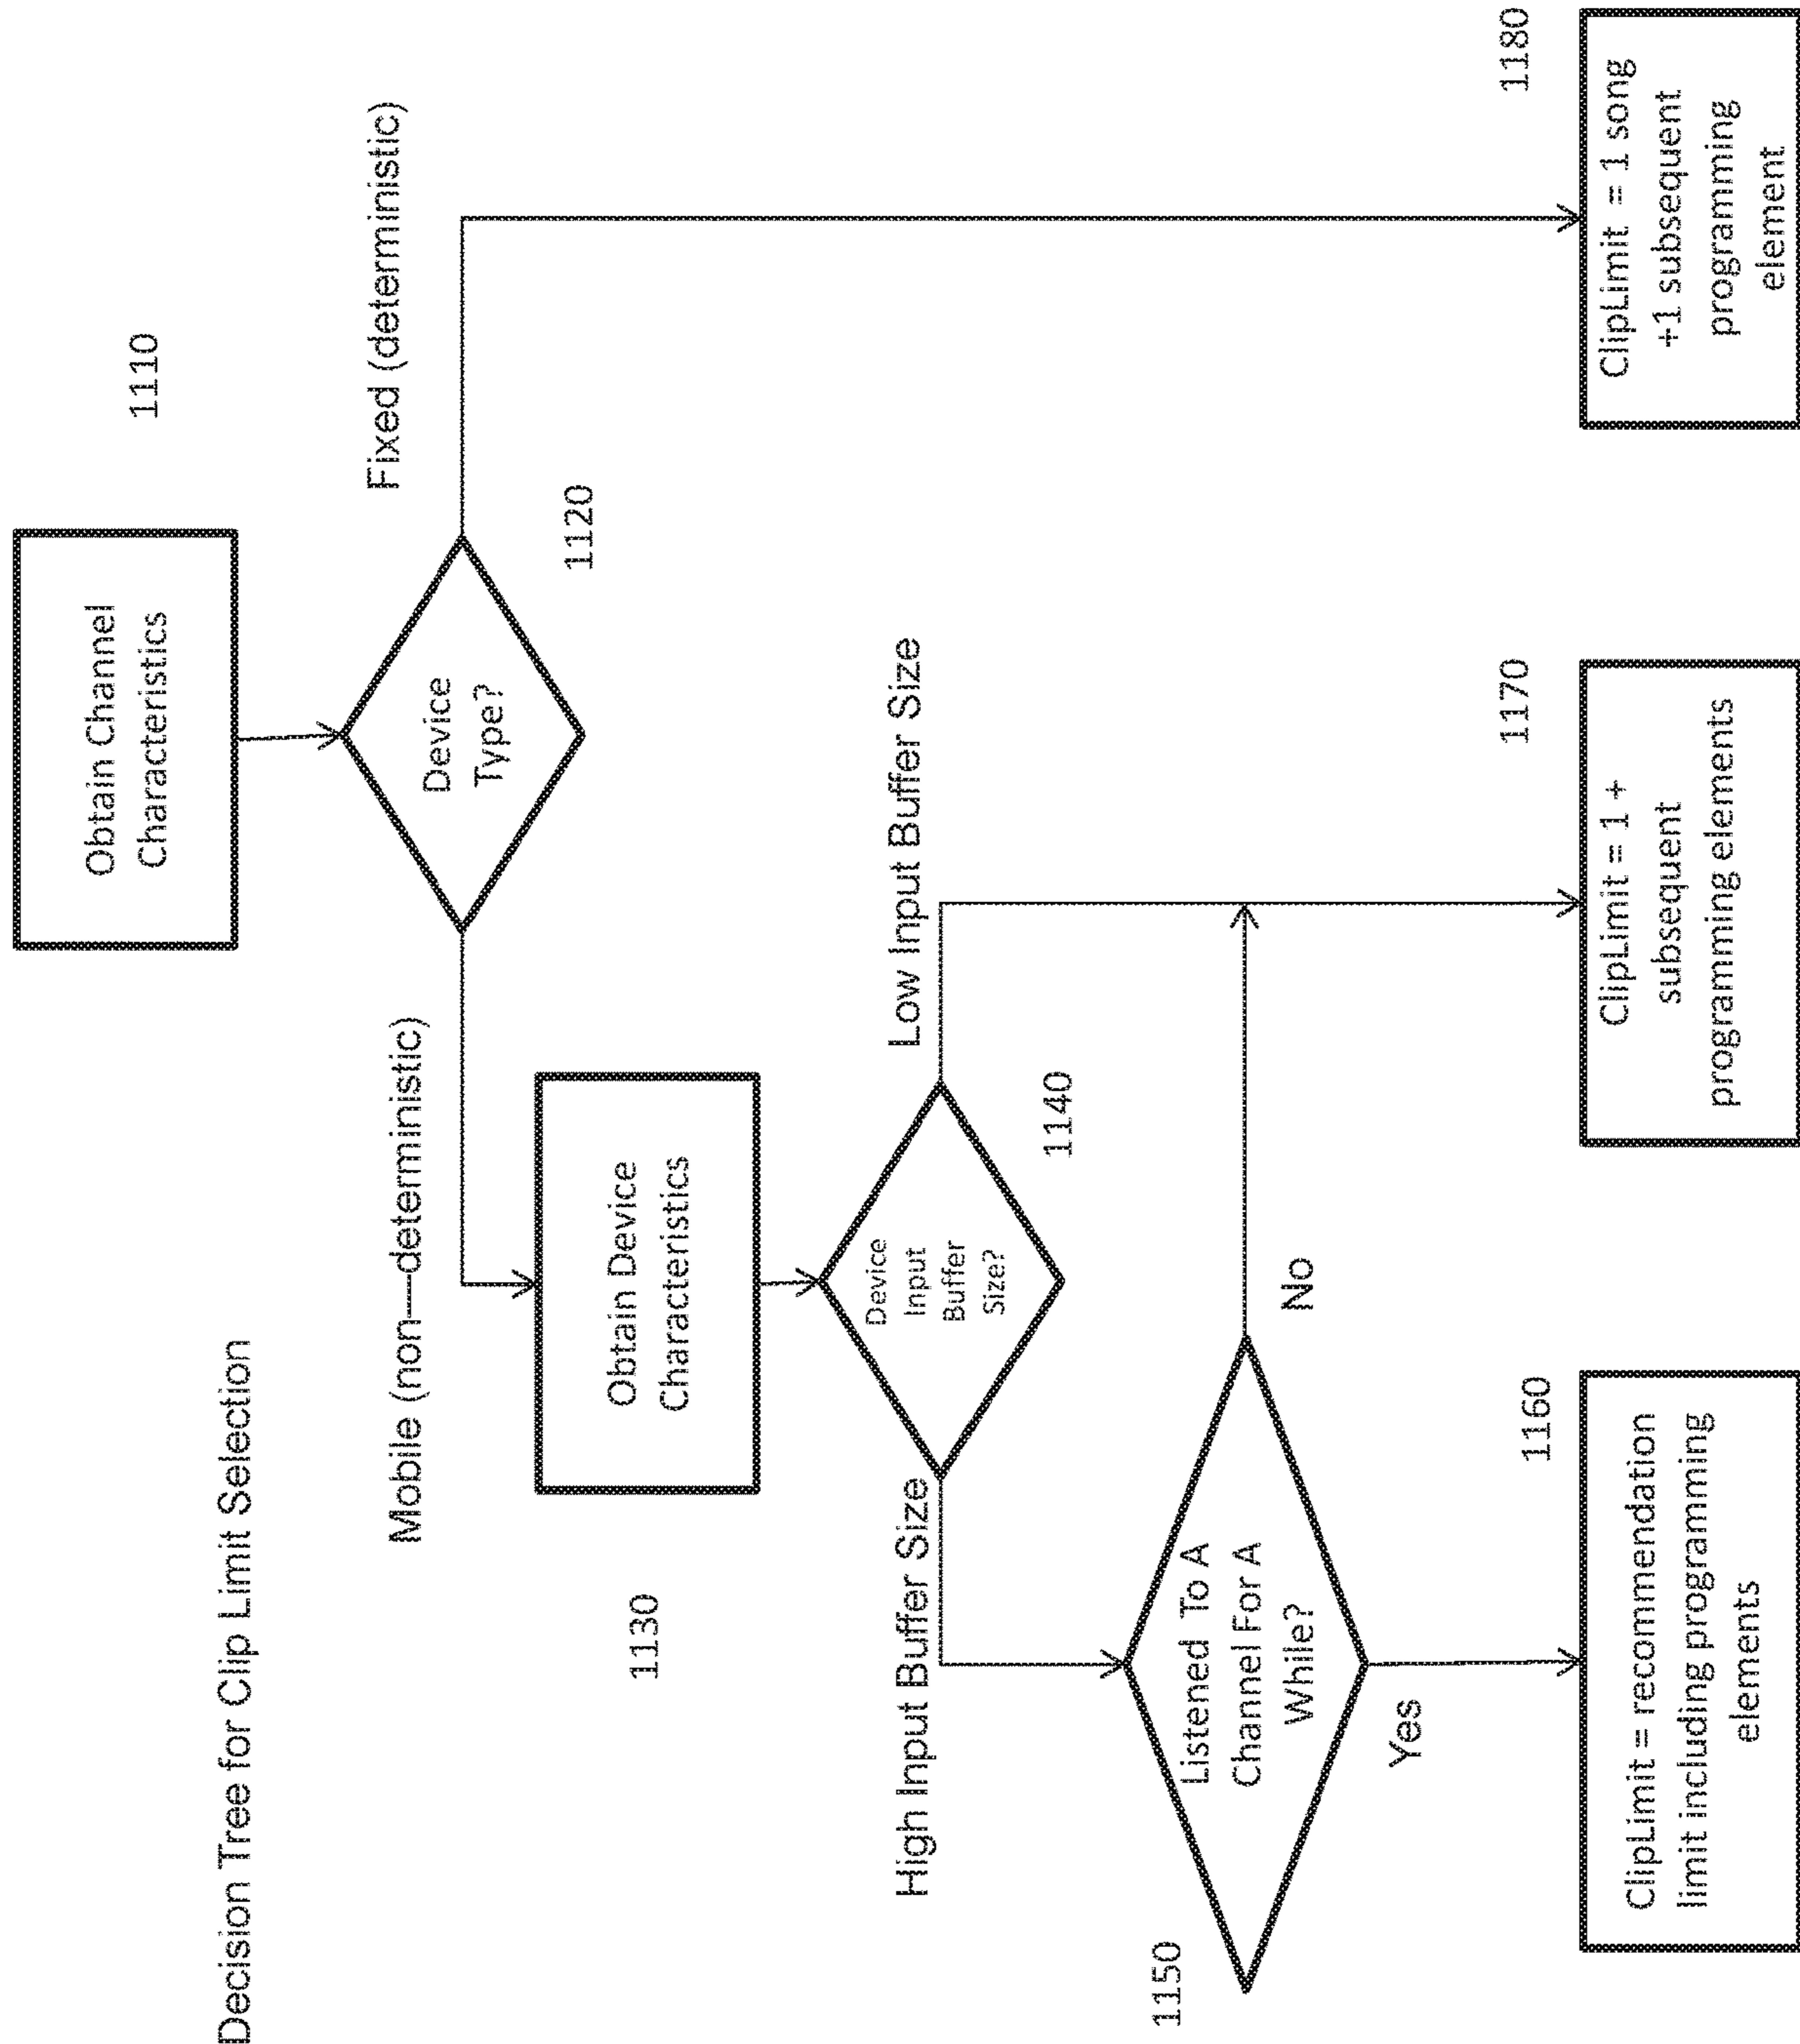 Decision Tree for Clip Limit Selection
Obtain Channel
Characteristics
1110
Device
Type?
1120
Mobile (non—deterministic)
Fixed (deterministic)
Obtain Device
Characteristics
1130
Device
Input
Buffer
Size?
1140
High Input Buffer Size
Low Input Buffer Size
1150
Listened To A
Channel For A
While?
No
Yes
1160
ClipLimit= recommendation
limit including programming
elements
1170
ClipLimit = 1 +
subsequent
programming elements
1180
ClipLimit = 1 song
+1 subsequent
programming
element